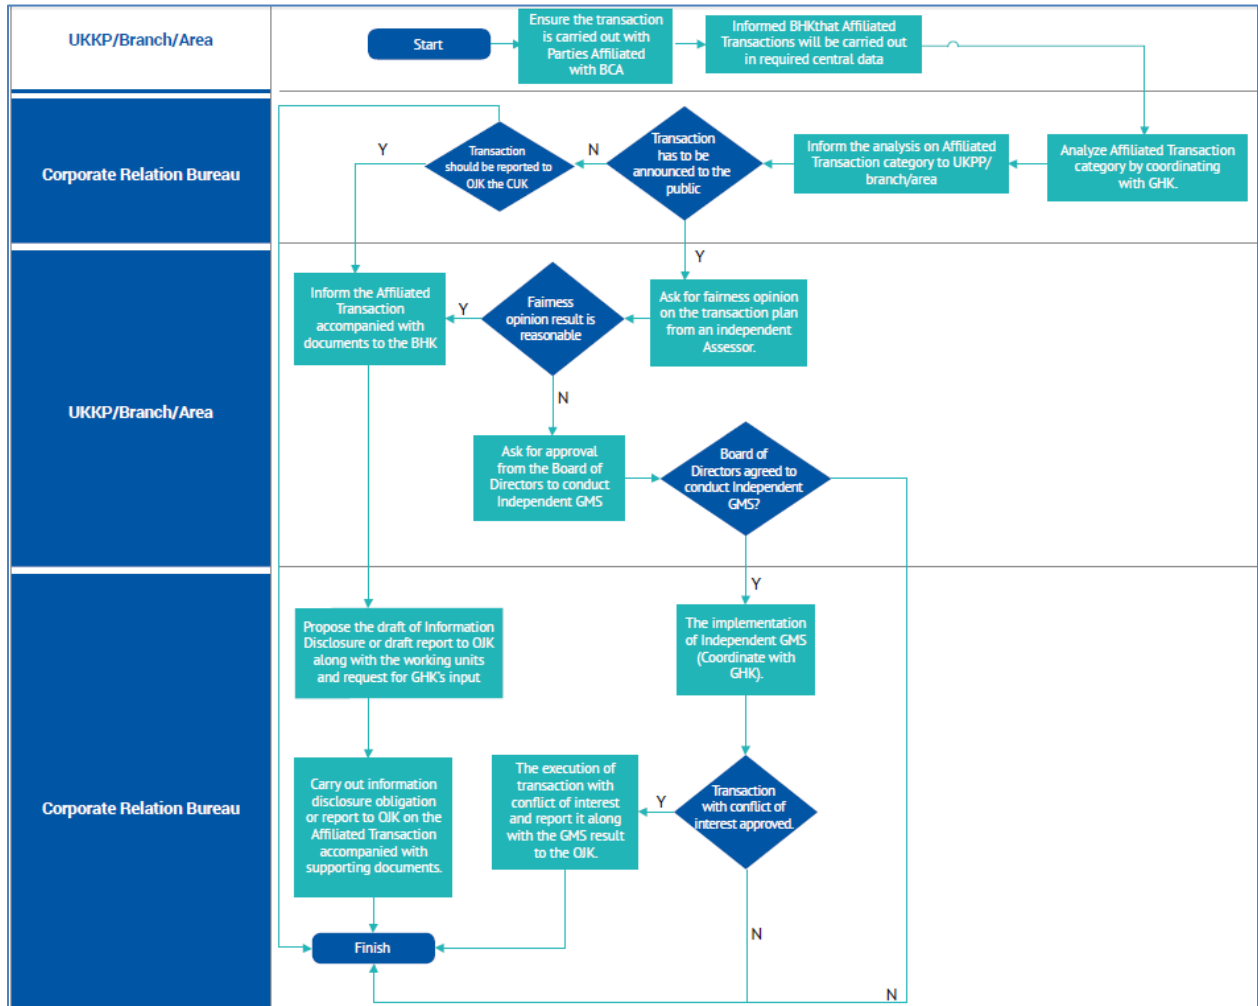 UKKP/Branch/Area
Start
Ensure the transaction
is carried out with
Parties Affiliated
with BCA
Informed BHKthat Affiliated
Transactions will be carried out
in required central data
Corporate Relation Bureau
Y
Transaction
should be reported to
OJK the CUK
N
Transaction
has to be
announced to the
public
Inform the analysis on Affiliated
Transaction category to UKPP/
branch/area
Analyze Affiliated Transaction
category by coordinating
with GHK.
UKKP/Branch/Area
Inform the Affiliated
Transaction
accompanied with
documents to the BHK
Y
Fairness
opinion result is
reasonable
Y
Ask for fairness opinion
on the transaction plan
from an independent
Assessor.
N
Ask for approval
from the Board of
Directors to conduct
Independent GMS
Board of
Directors agreed to
conduct Independent
GMS?
Corporate Relation Bureau
Y
Propose the draft of Information
Disclosure or draft report to OJK
along with the working units
and request for GHK's input
The implementation
of Independent GMS
(Coordinate with
GHK).
Carry out information
disclosure obligation
or report to OJK on the
Affiliated Transaction
accompanied with
supporting documents.
The execution of
transaction with
conflict of interest
and report it along
with the GMS result
to the OJK.
Y
Transaction
with conflict of
interest approved.
N
Finish
N